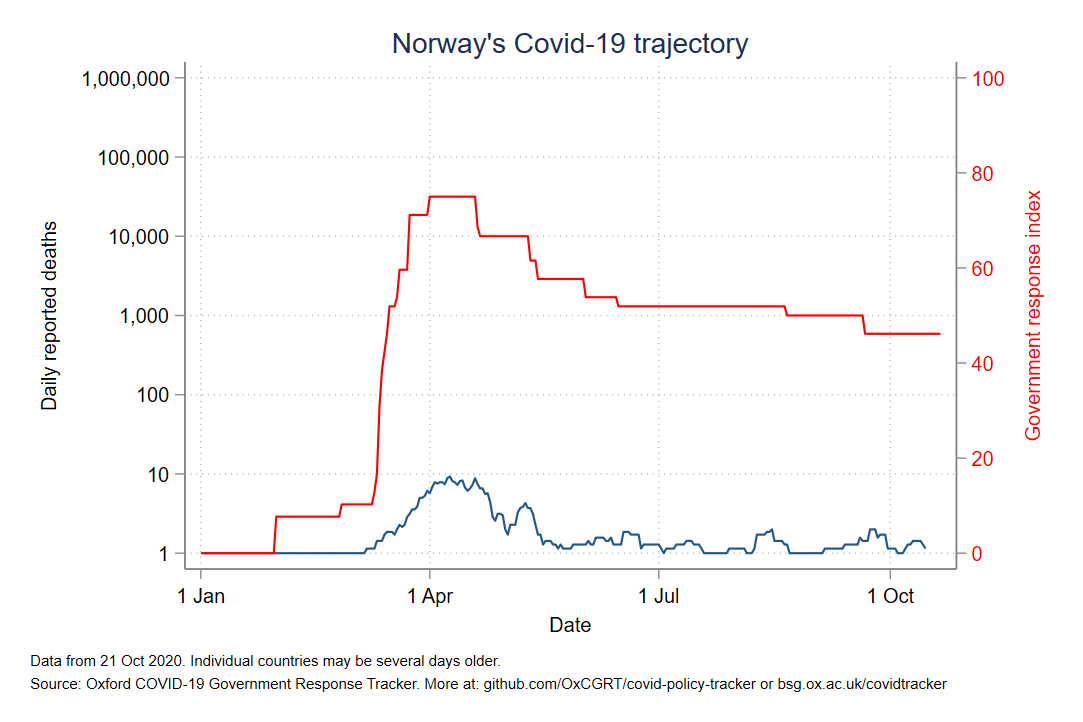 Norway's Covid-19 trajectory
1,000,000
100,000
10,000
1,000
100
10
1
Daily reported deaths
100
80
60
40
20
0
Government response index
1 Jan
1 Apr
1 Jul
1 Oct
Date
Data from 21 Oct 2020. Individual countries may be several days older.
Source: Oxford COVID-19 Government Response Tracker. More at: github.com/OxCGRT/covid-policy-tracker or bsg.ox.ac.uk/covidtracker